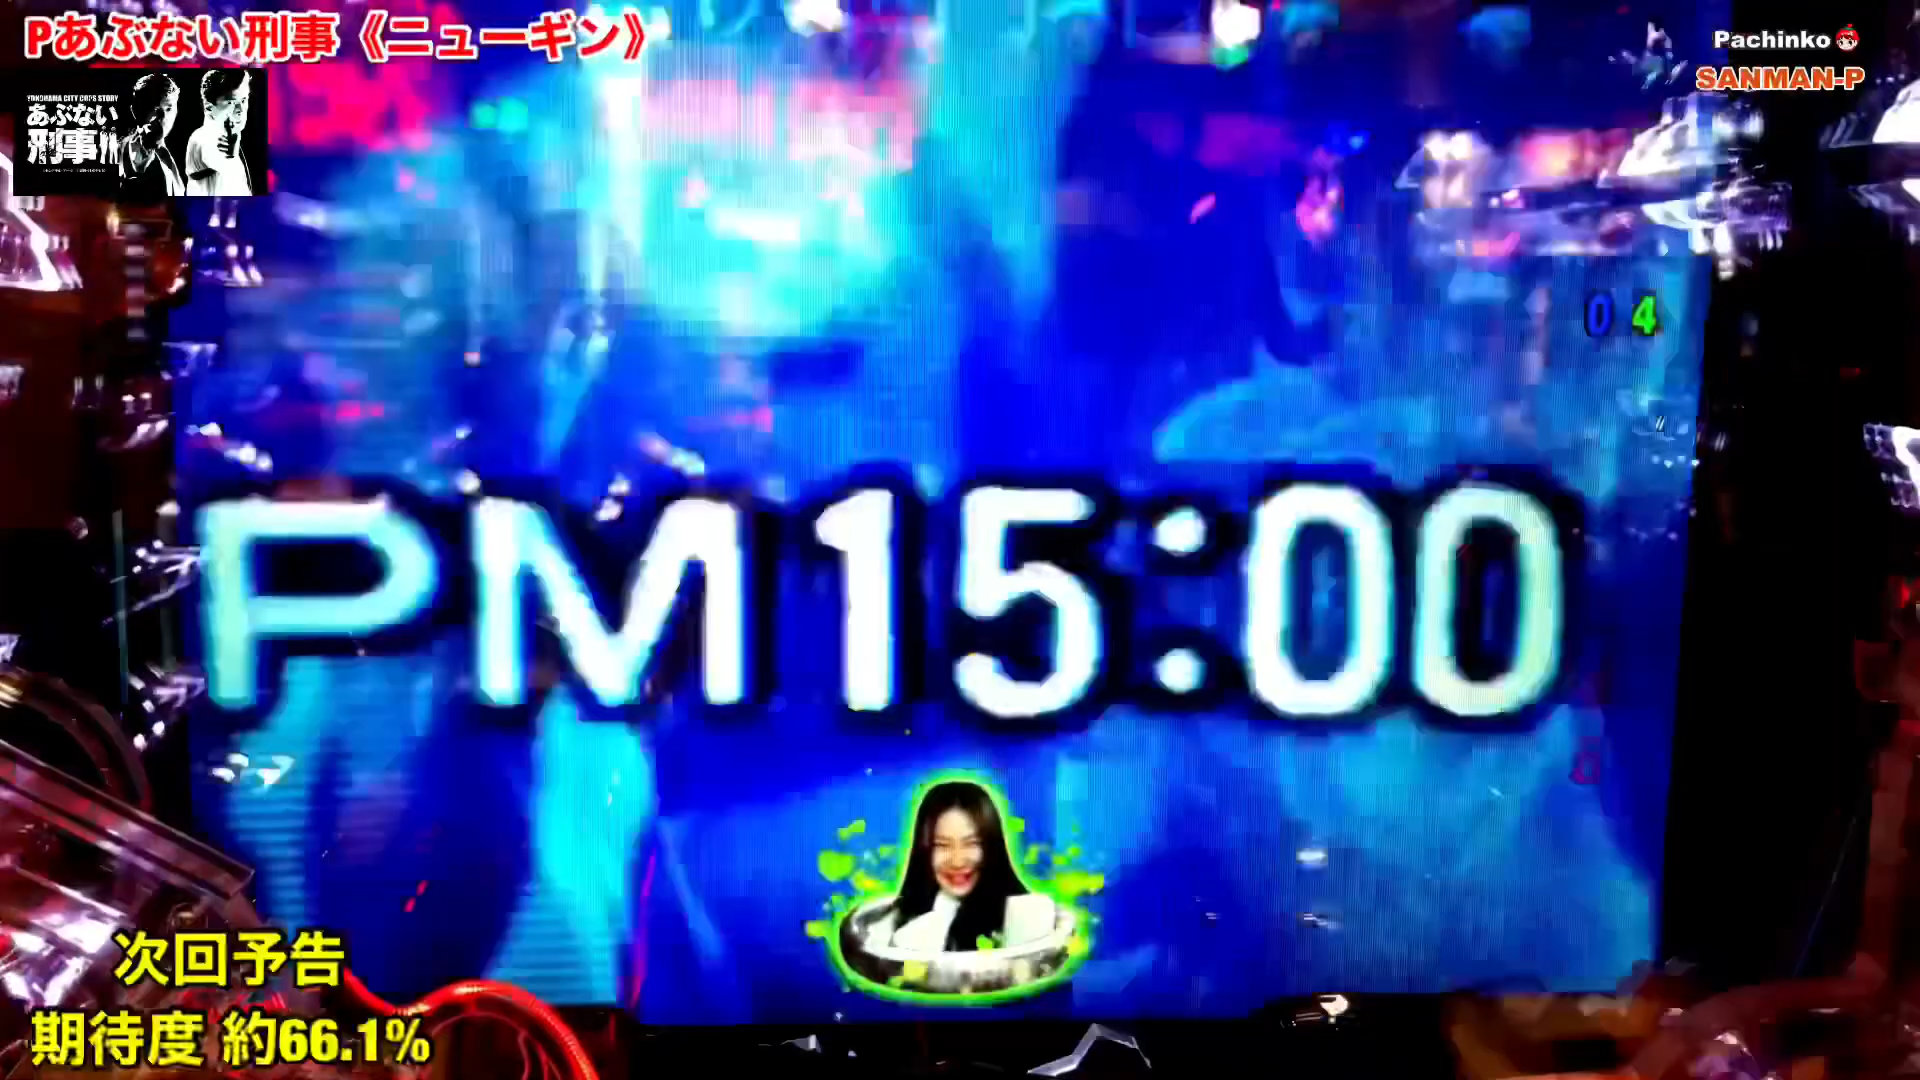 Pあぶない刑事《ニューギン》
Pachinko
SANMAN-P
YOKOHAMA CITY COPS STORY
あぶない
刑事
04
PM15:00
次回予告
期待度 約66.1%